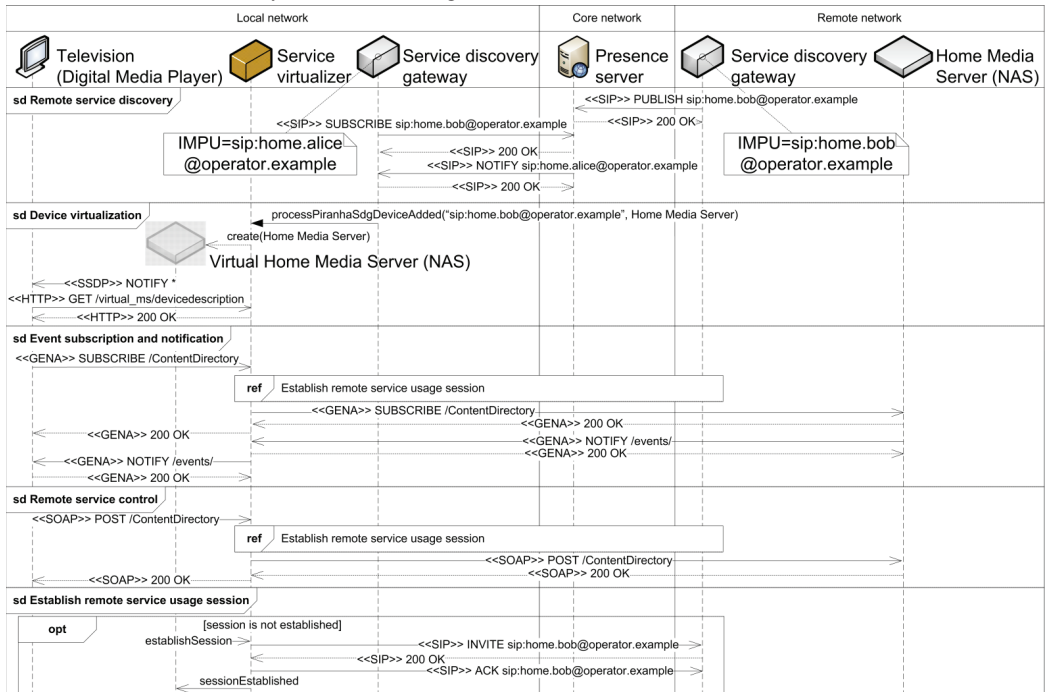 Local network
Core network
Remote network
Television
(Digital Media Player)
Service
virtualizer
Service discovery
gateway
Presence
server
Service discovery
gateway
Home Media
Server (NAS)
sd Remote service discovery
<<SIP>> PUBLISH sip:home.bob@operator.example
<<SIP>> 200 OK
<<SIP>> SUBSCRIBE sip:home.bob@operator.example
IMPU=sip:home.alice
@operator.example
IMPU=sip:home.bob
@operator.example
<<SIP>> 200 OK
<<SIP>> NOTIFY sip:home.alice@operator.example
<<SIP>> 200 OK
sd Device virtualization
processPiranhaSdgDeviceAdded(“sip:home.bob@operator.example”, Home Media Server)
create(Home Media Server)
Virtual Home Media Server (NAS)
<<SSDP>> NOTIFY *
<<HTTP>> GET /virtual_ms/devicedescription
<<HTTP>> 200 OK
sd Event subscription and notification
<<GENA>> SUBSCRIBE /ContentDirectory
ref Establish remote service usage session
<<GENA>> SUBSCRIBE /ContentDirectory
<<GENA>> 200 OK
<<GENA>> 200 OK
<<GENA>> NOTIFY /events/
<<GENA>> 200 OK
<<GENA>> NOTIFY /events/
<<GENA>> 200 OK
sd Remote service control
<<SOAP>> POST /ContentDirectory
ref Establish remote service usage session
<<SOAP>> POST /ContentDirectory
<<SOAP>> 200 OK
<<SOAP>> 200 OK
sd Establish remote service usage session
opt [session is not established]
establishSession
<<SIP>> INVITE sip:home.bob@operator.example
<<SIP>> 200 OK
<<SIP>> ACK sip:home.bob@operator.example
sessionEstablished